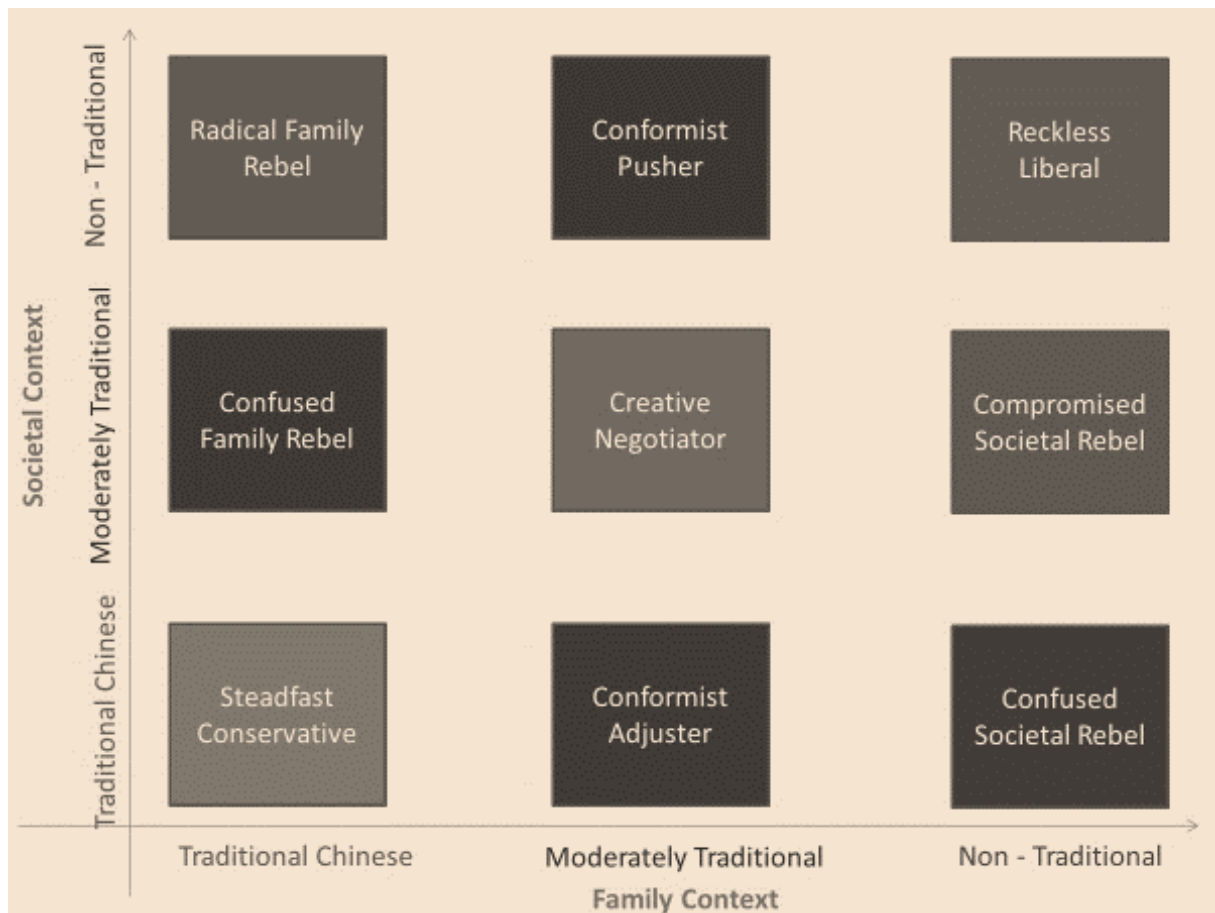 Societal Context
Non - Traditional
Moderately Traditional
Traditional Chinese
Radical Family
Rebel
Conformist
Pusher
Reckless
Liberal
Confused
Family Rebel
Creative
Negotiator
Compromised
Societal Rebel
Steadfast
Conservative
Conformist
Adjuster
Confused
Societal Rebel
Traditional Chinese
Moderately Traditional
Non - Traditional
Family Context